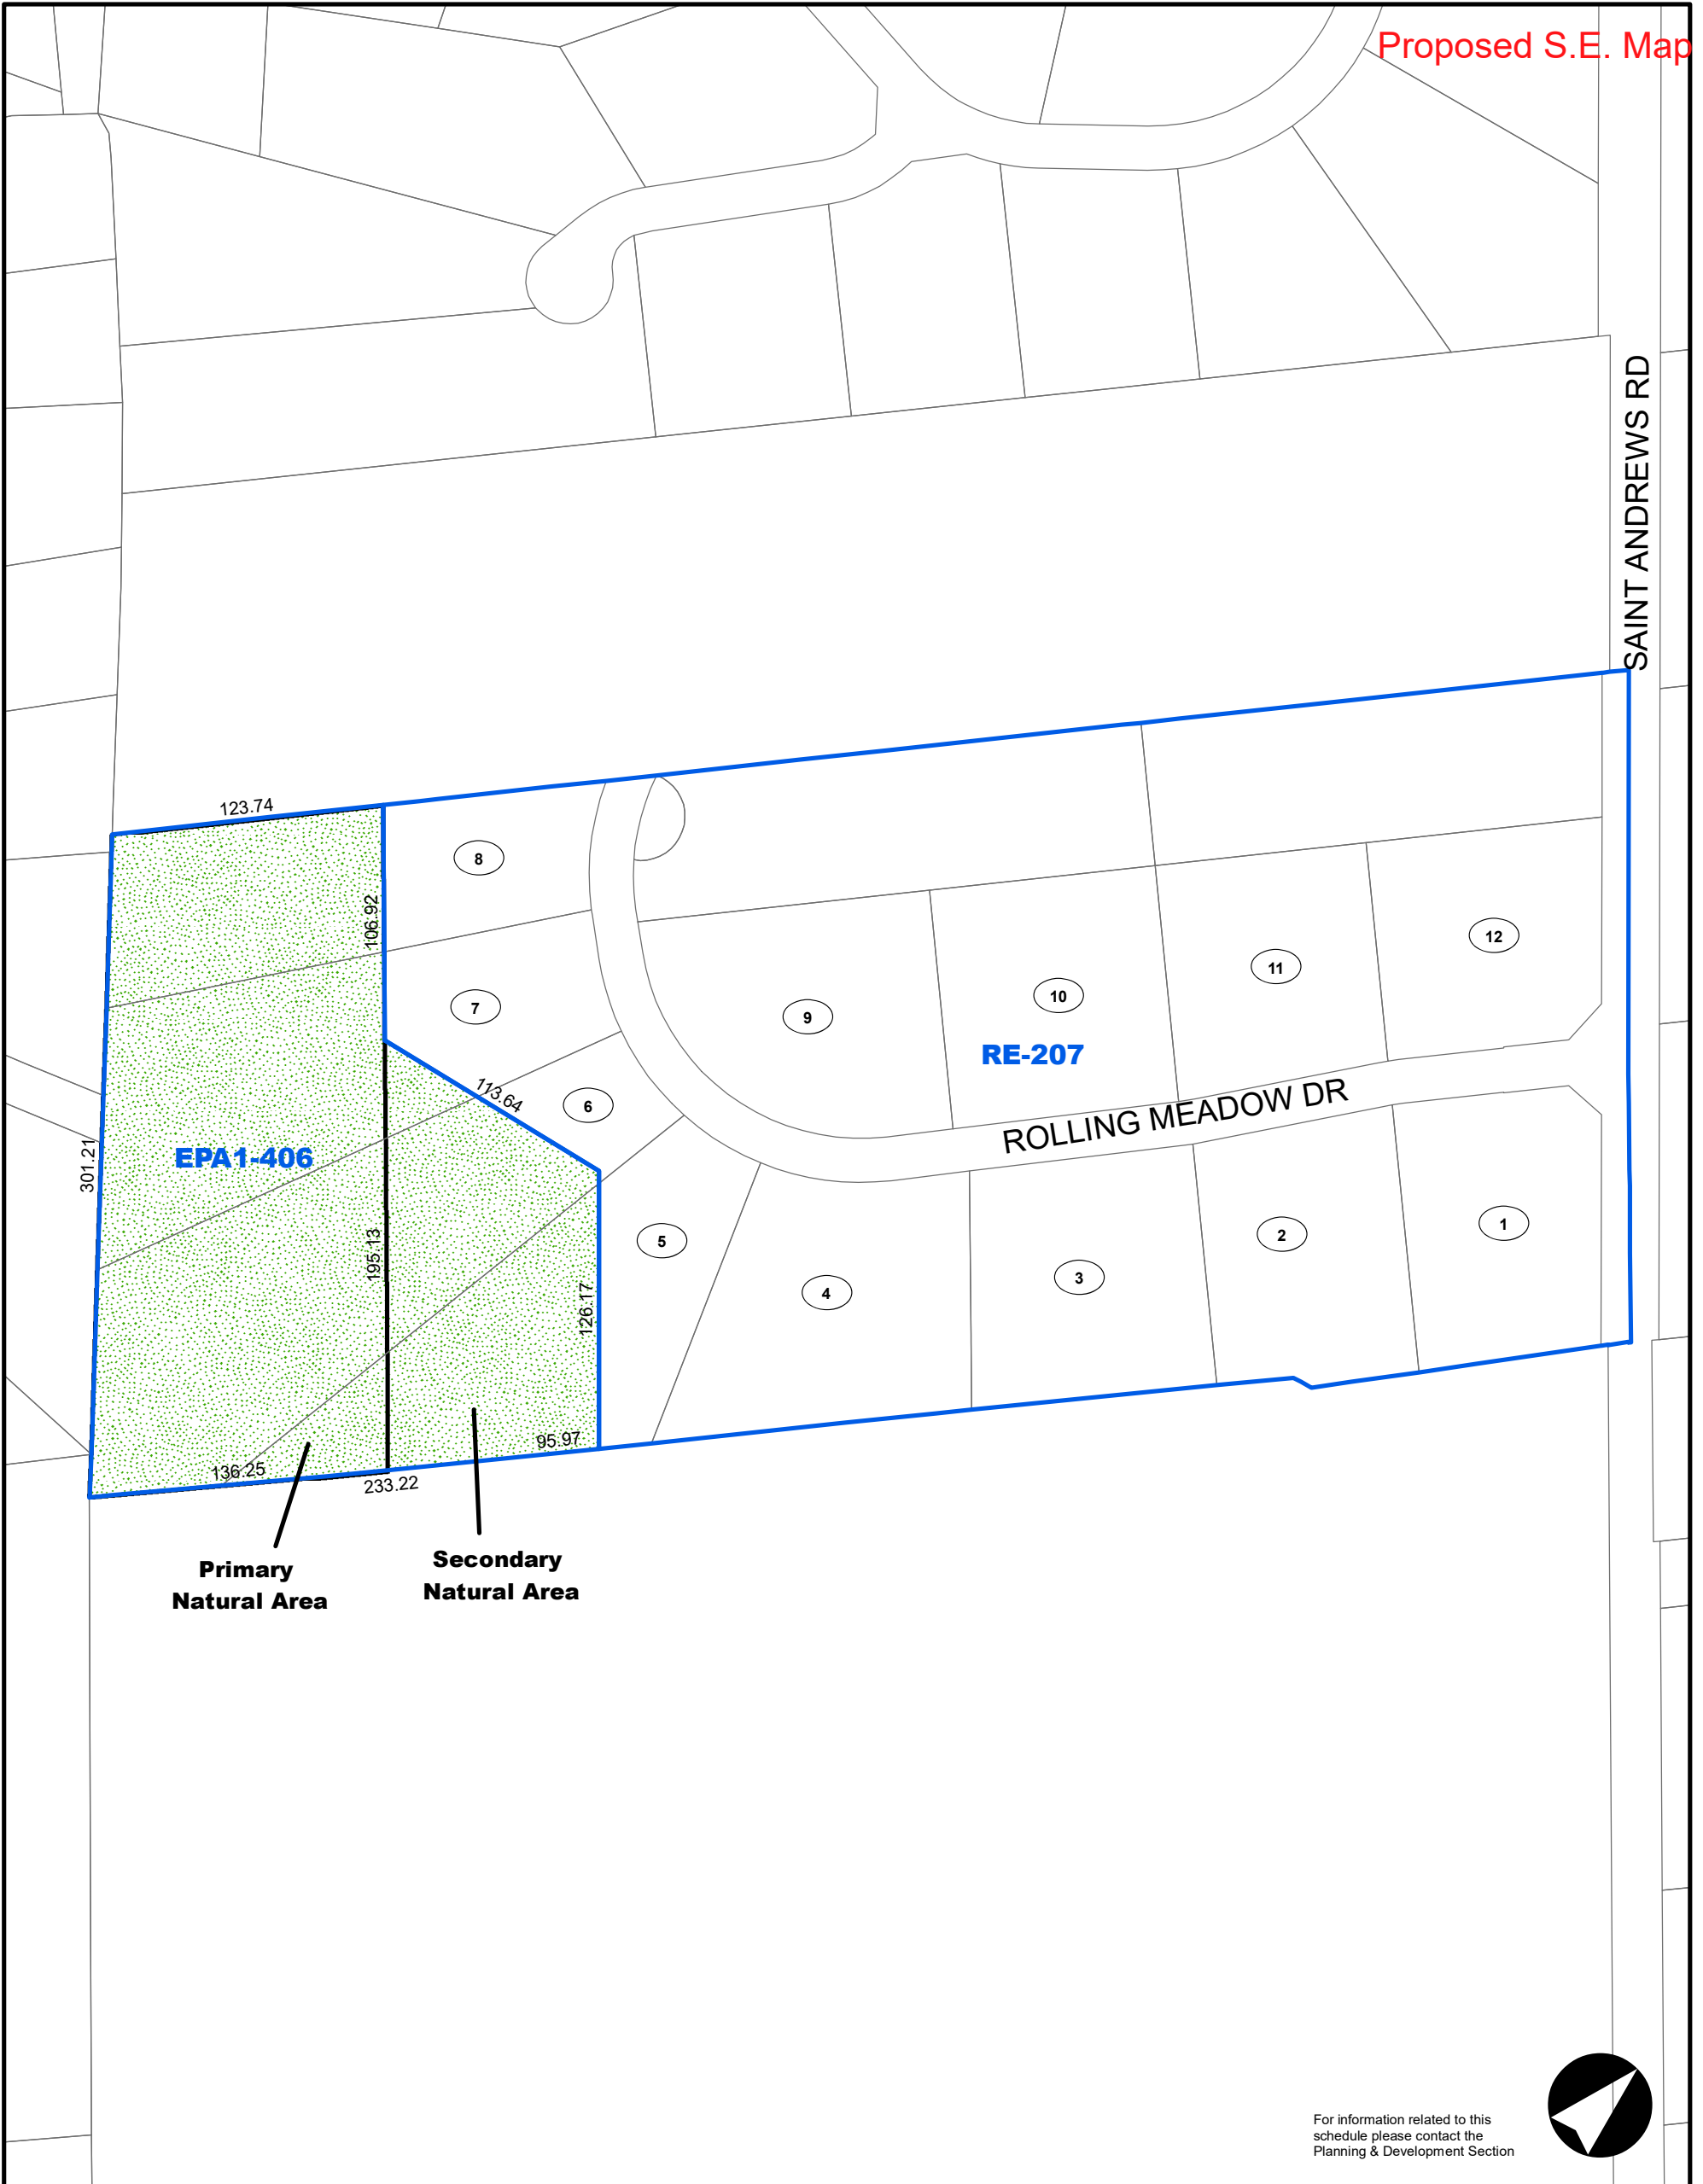 Proposed S.E. Map
SAINT ANDREWS RD
123.74
8
106.92
12
11
10
7
9
RE-207
113.64
6
ROLLING MEADOW DR
EPA1-406
301.21
195.13
126.17
5
1
2
3
4
95.97
136.25
233.22
Primary
Natural Area
Secondary
Natural Area
For information related to this
schedule please contact the
Planning & Development Section